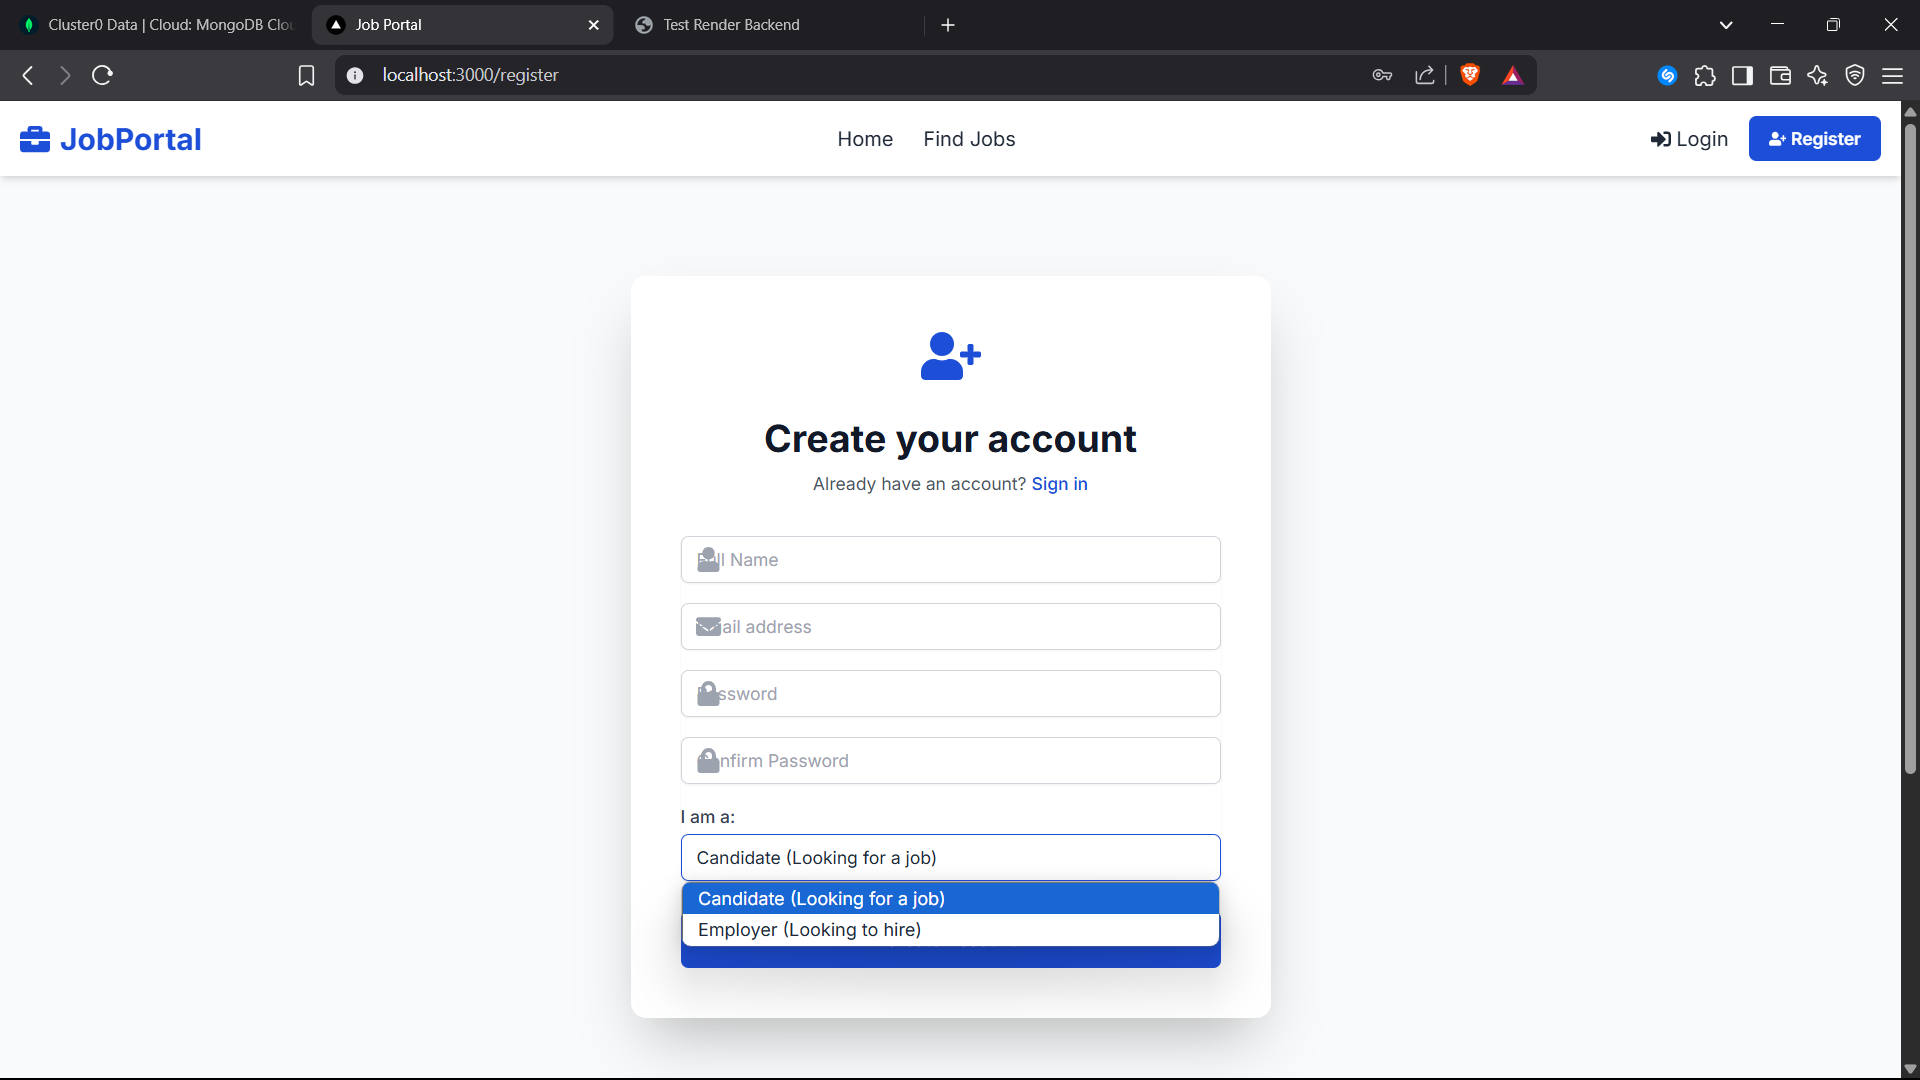 Cluster0 Data | Cloud: MongoDB Clou
Job Portal
Test Render Backend
localhost:3000/register
JobPortal
Home
Find Jobs
Login
Register
Create your account
Already have an account? Sign in
Full Name
ail address
ssword
nfirm Password
I am a:
Candidate (Looking for a job)
Candidate (Looking for a job)
Employer (Looking to hire)